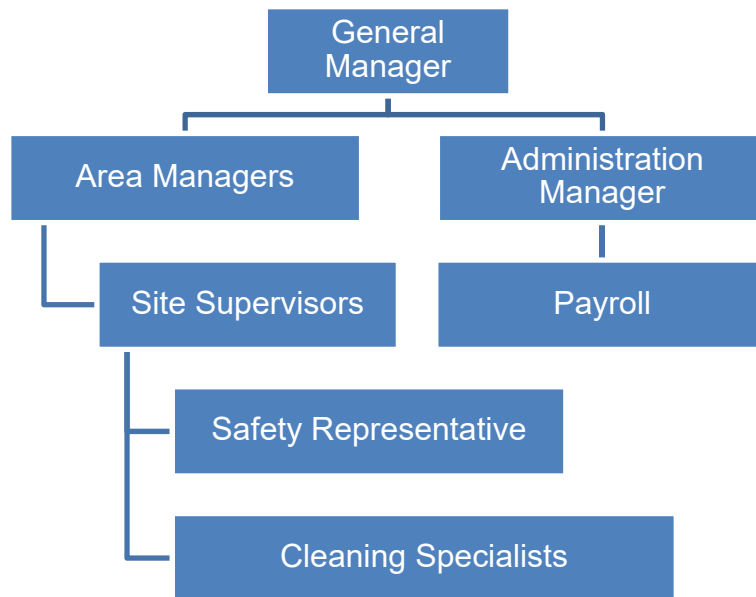 General
Manager
Area Managers
Administration
Manager
Site Supervisors
Payroll
Safety Representative
Cleaning Specialists